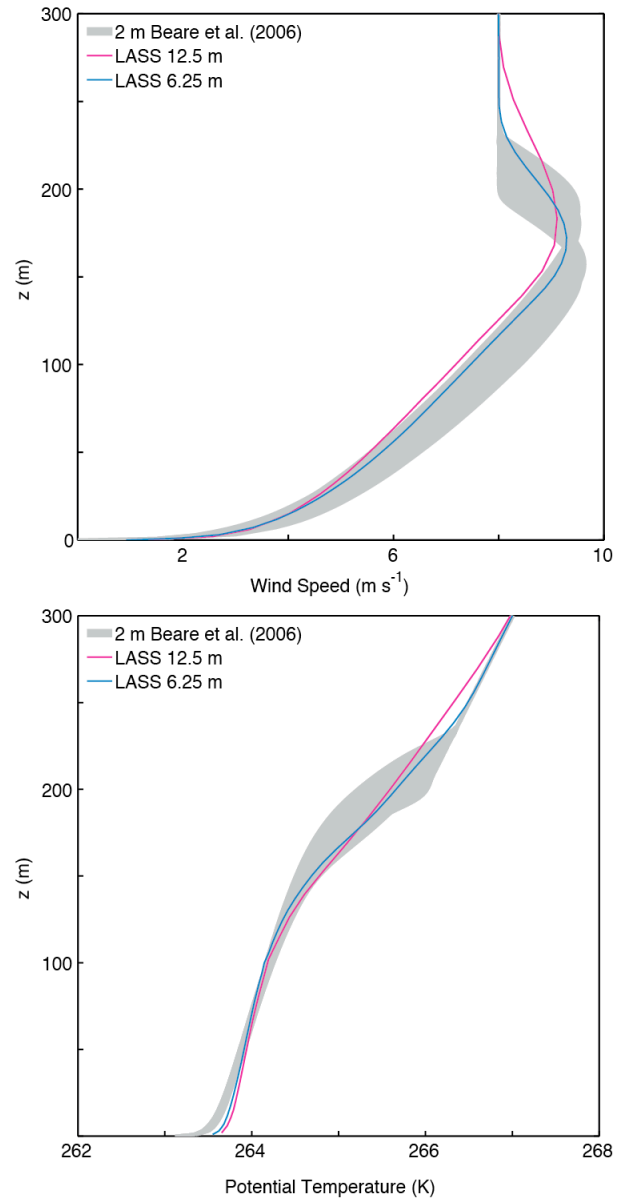 300
2 m Beare et al. (2006)
LASS 12.5 m
LASS 6.25 m
200
z (m)
100
0
2
4
6
8
10
Wind Speed (m s⁻¹)
300
2 m Beare et al. (2006)
LASS 12.5 m
LASS 6.25 m
200
z (m)
100
262
264
266
268
Potential Temperature (K)